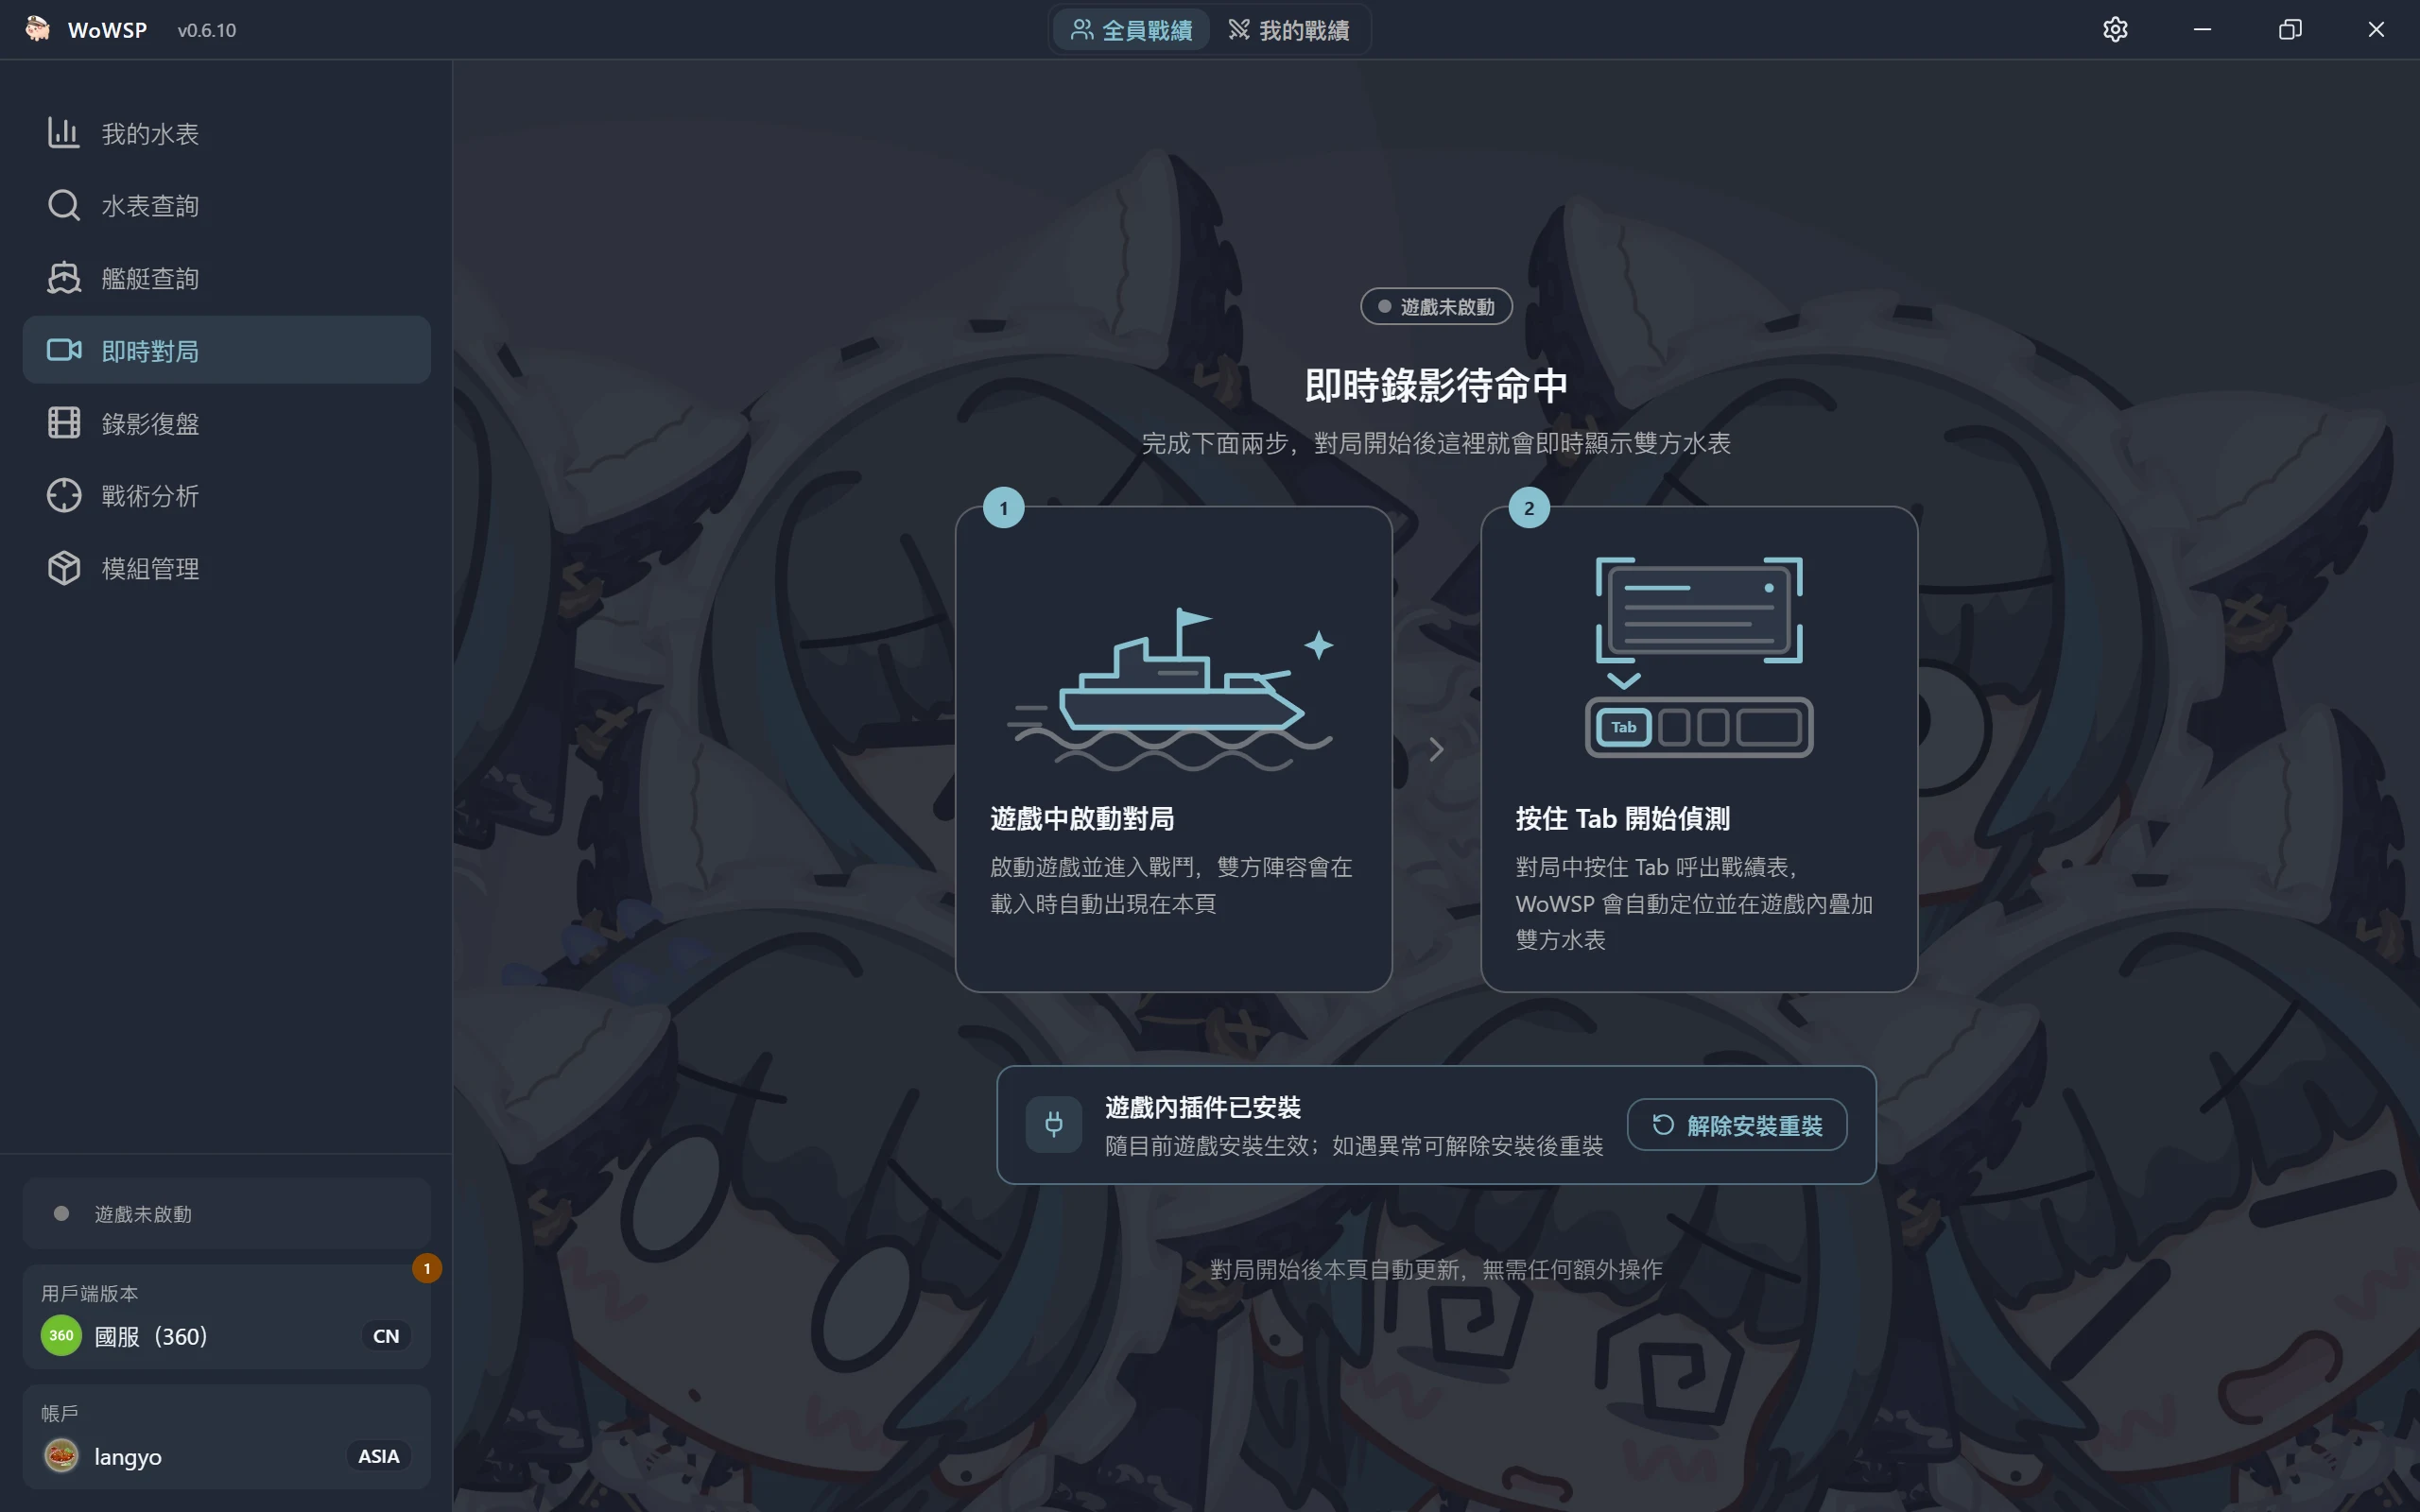 WoWSP v0.6.10
全員戰績
我的戰績
我的水表
水表查詢
艦艇查詢
即時對局
錄影復盤
戰術分析
模組管理
遊戲未啟動
即時錄影待命中
完成下面兩步，對局開始後這裡就會即時顯示雙方水表
1
遊戲中啟動對局
啟動遊戲並進入戰鬥，雙方陣容會在
載入時自動出現在本頁
2
Tab
按住 Tab 開始偵測
對局中按住 Tab 呼出戰績表，
WoWSP 會自動定位並在遊戲內疊加
雙方水表
遊戲內插件已安裝
隨目前遊戲安裝生效；如遇異常可解除安裝後重裝
解除安裝重裝
對局開始後本頁自動更新，無需任何額外操作
遊戲未啟動
1
用戶端版本
360 國服（360） CN
帳戶
langyo ASIA